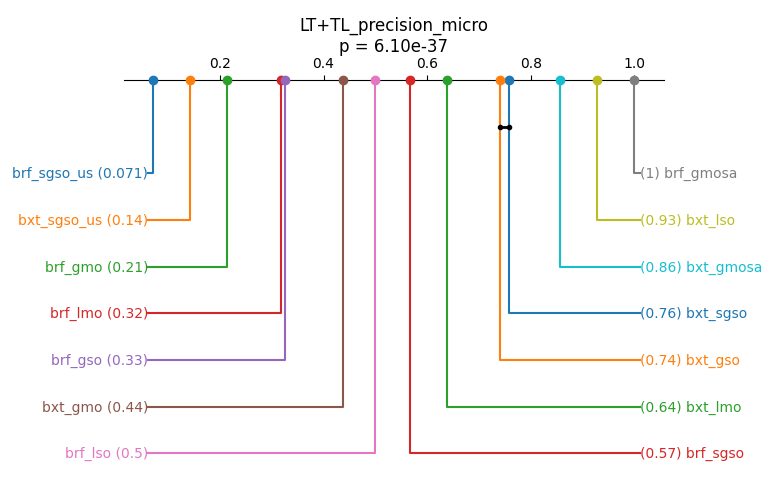 LT+TL_precision_micro
p = 6.10e-37
0.2 0.4 0.6 0.8 1.0
brf_sgso_us (0.071) (1) brf_gmosa
bxt_sgso_us (0.14) (0.93) bxt_lso
brf_gmo (0.21) (0.86) bxt_gmosa
brf_lmo (0.32) (0.76) bxt_sgso
brf_gso (0.33) (0.74) bxt_gso
bxt_gmo (0.44) (0.64) bxt_lmo
brf_lso (0.5) (0.57) brf_sgso